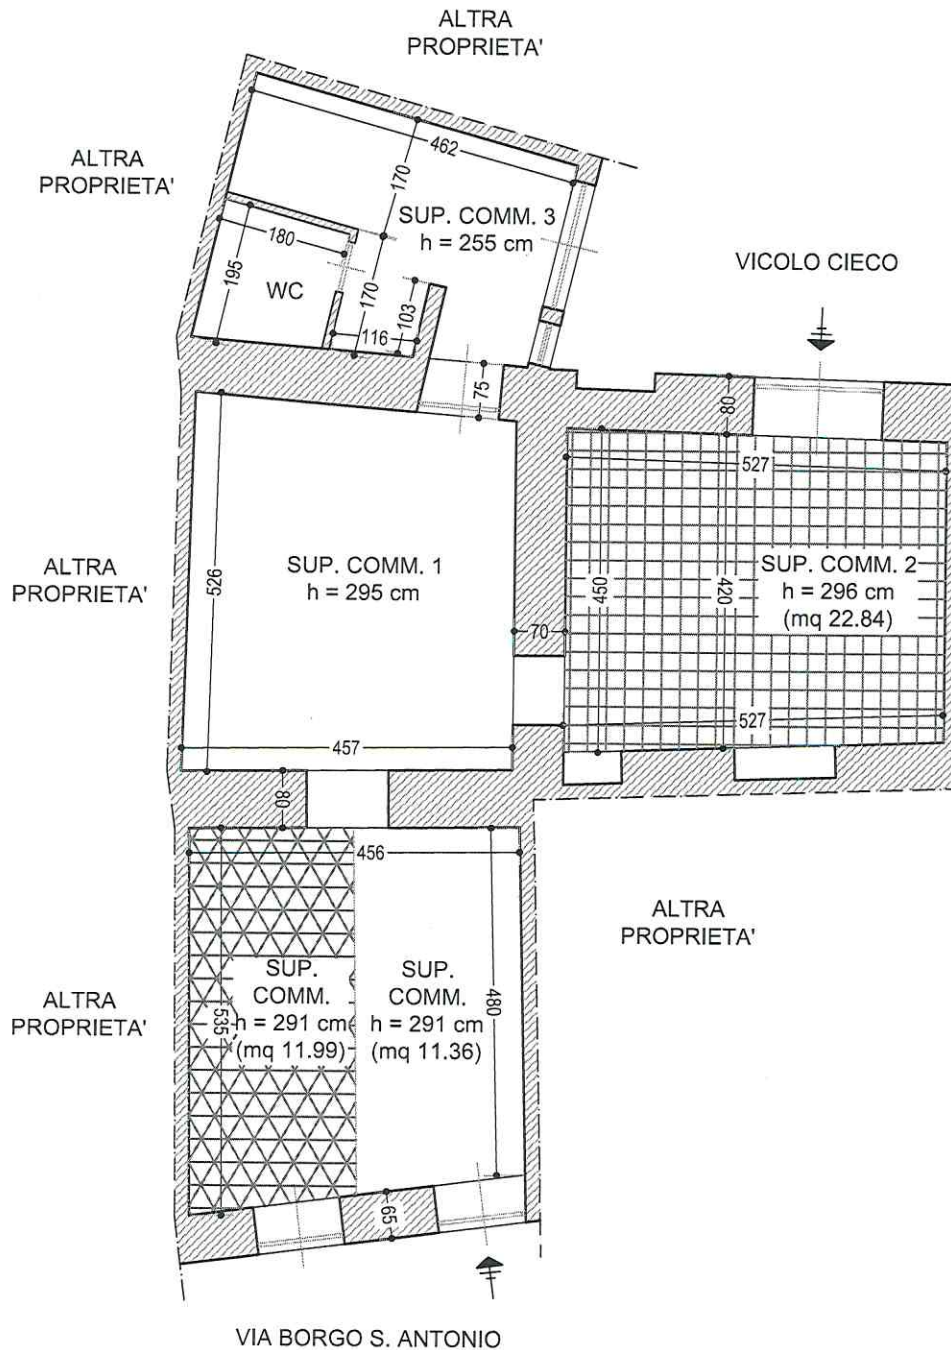 ALTRA
PROPRIETA'
ALTRA
PROPRIETA'
462
170
SUP. COMM. 3
h = 255 cm
180
195
WC
170
103
116
75
VICOLO CIECO
80
527
ALTRA
PROPRIETA'
526
SUP. COMM. 1
h = 295 cm
450
420
SUP. COMM. 2
h = 296 cm
(mq 22.84)
70
527
457
80
456
ALTRA
PROPRIETA'
ALTRA
PROPRIETA'
535
SUP.
COMM.
h = 291 cm
(mq 11.99)
SUP.
COMM.
h = 291 cm
(mq 11.36)
480
65
VIA BORGO S. ANTONIO